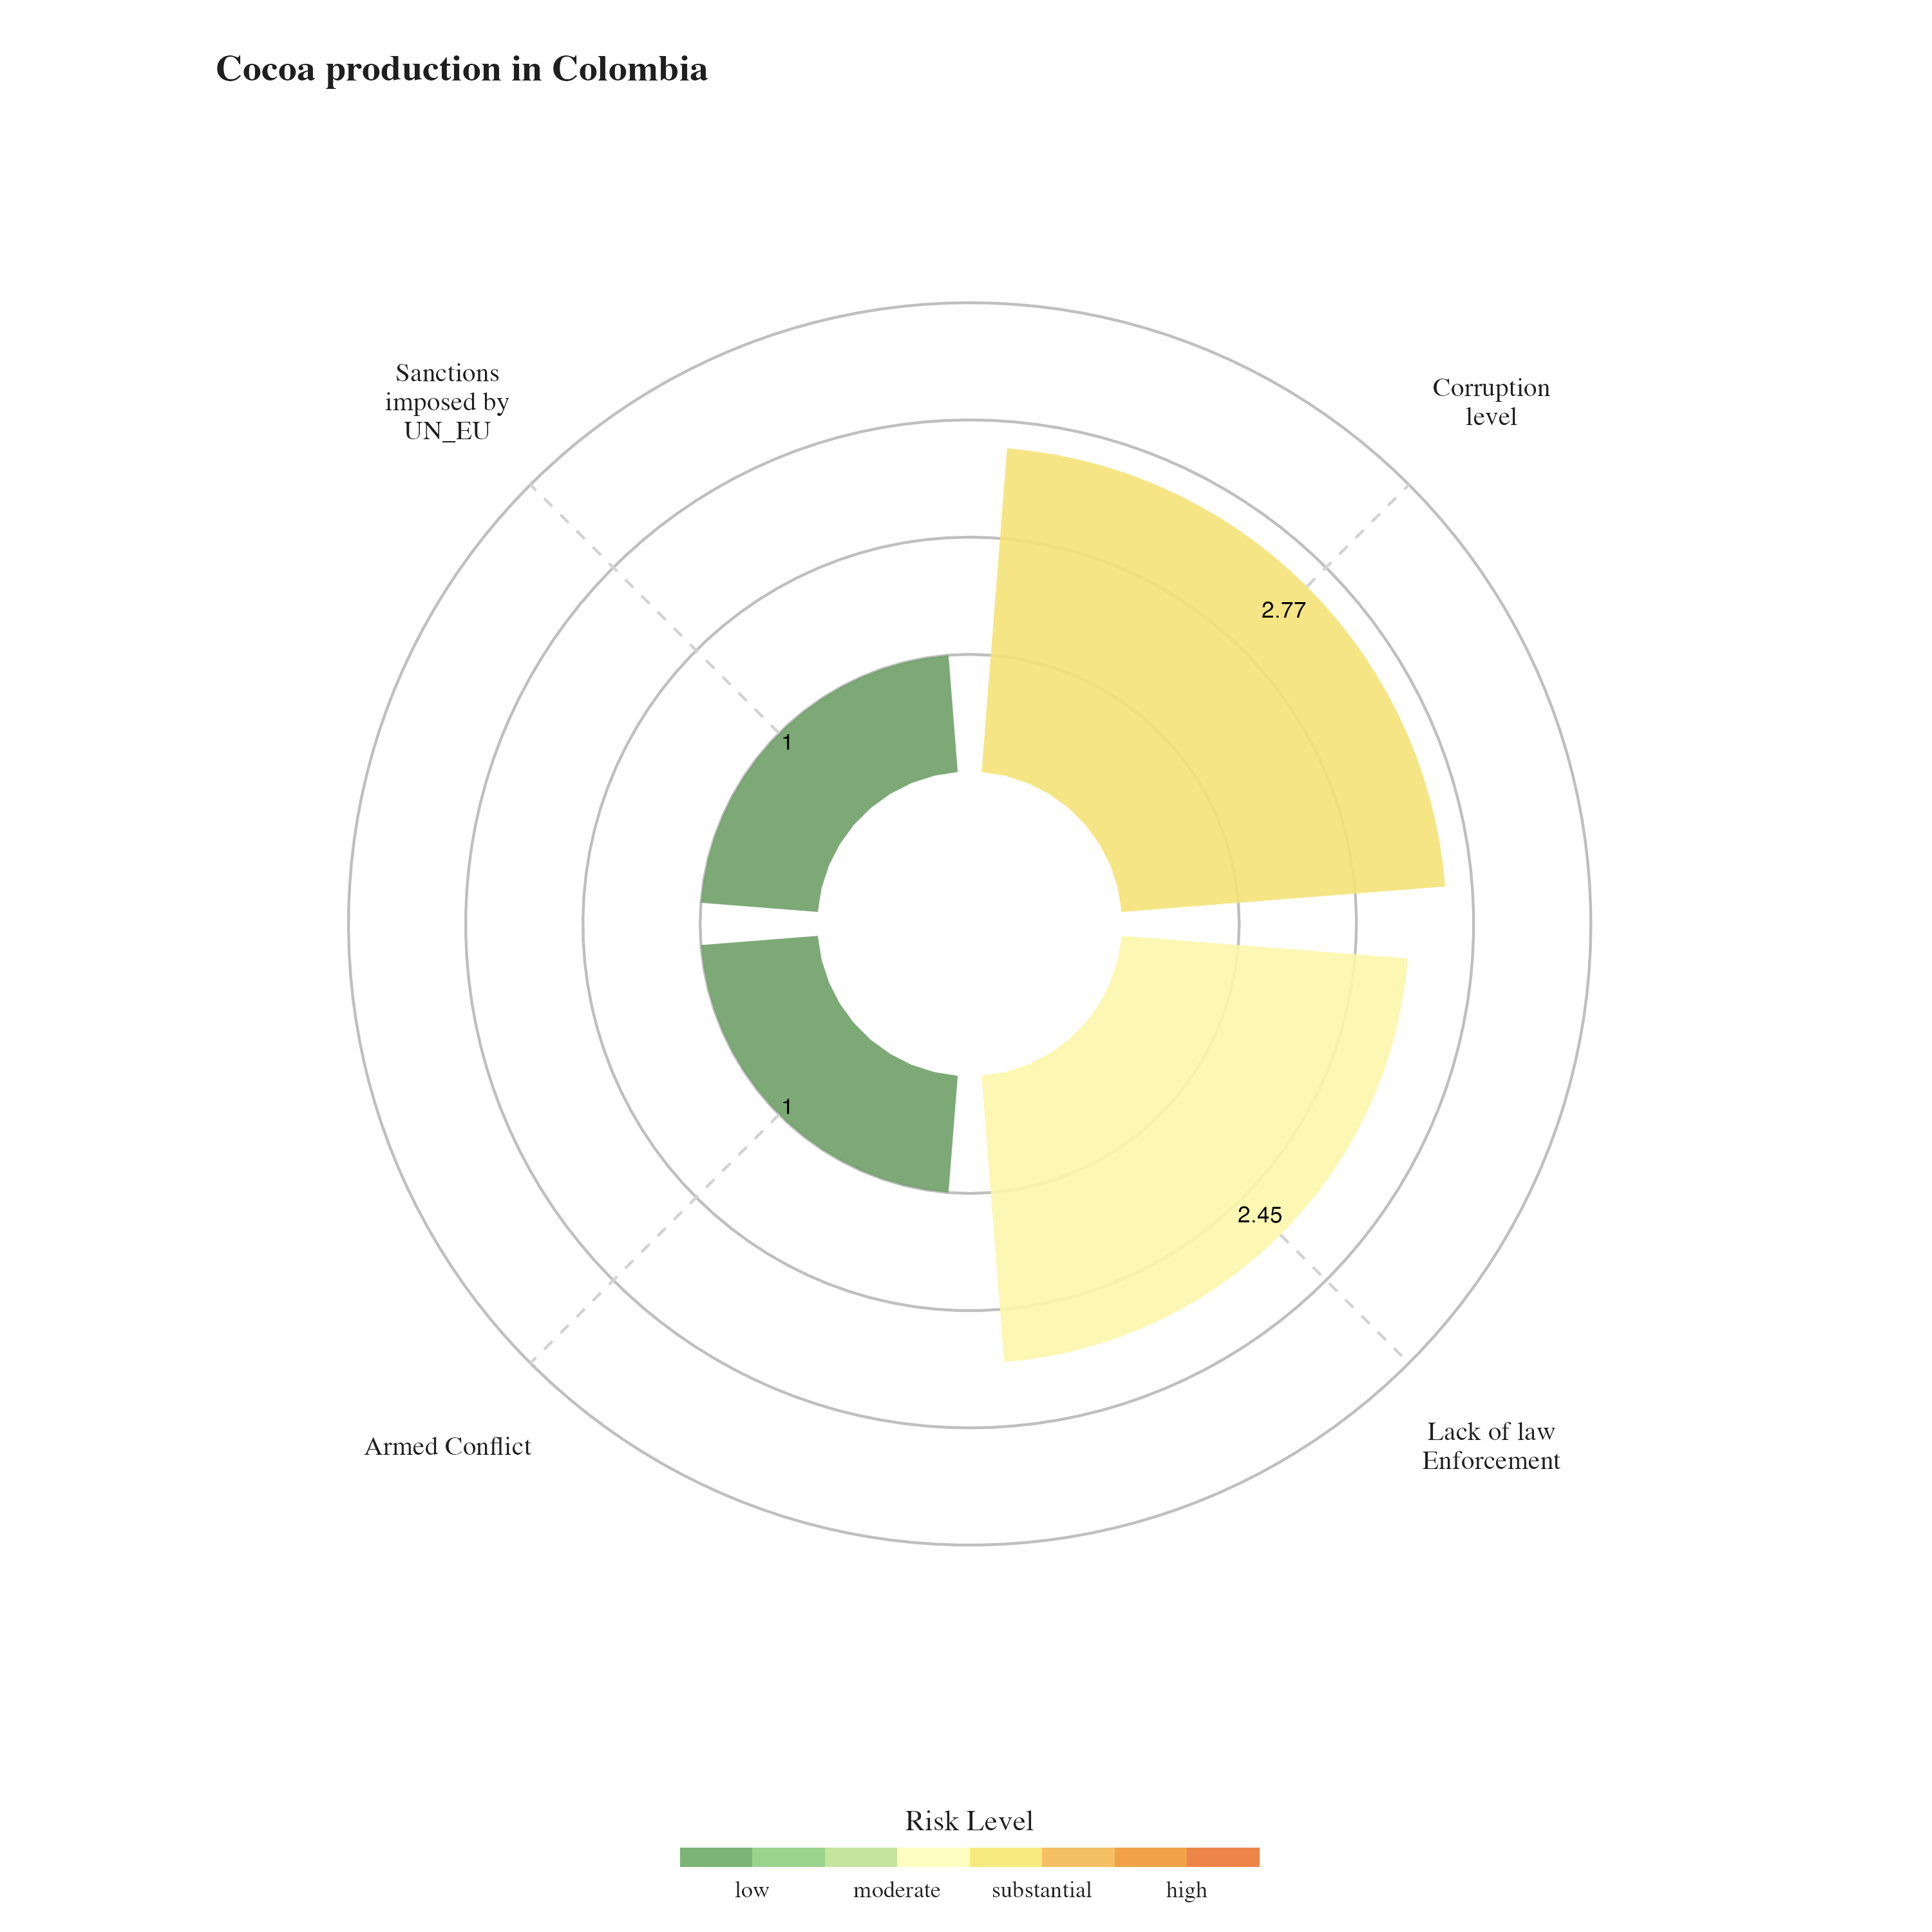 Cocoa production in Colombia
Sanctions
imposed by
UN_EU
Corruption
level
2.77
1
1
2.45
Armed Conflict
Lack of law
Enforcement
Risk Level
low moderate substantial high